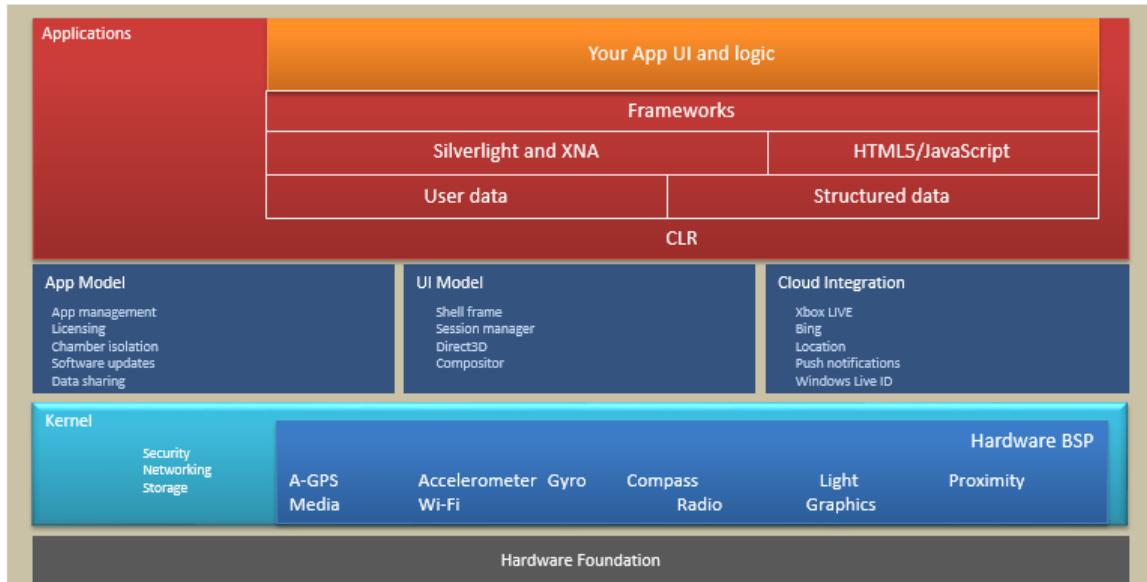 Applications
Your App UI and logic
Frameworks
Silverlight and XNA
HTML5/JavaScript
User data
Structured data
CLR
App Model
App management
Licensing
Chamber isolation
Software updates
Data sharing
UI Model
Shell frame
Session manager
Direct3D
Compositor
Cloud Integration
Xbox LIVE
Bing
Location
Push notifications
Windows Live ID
Kernel
Security
Networking
Storage
Hardware BSP
A-GPS Accelerometer Gyro Compass Light Proximity
Media Wi-Fi Radio Graphics
Hardware Foundation